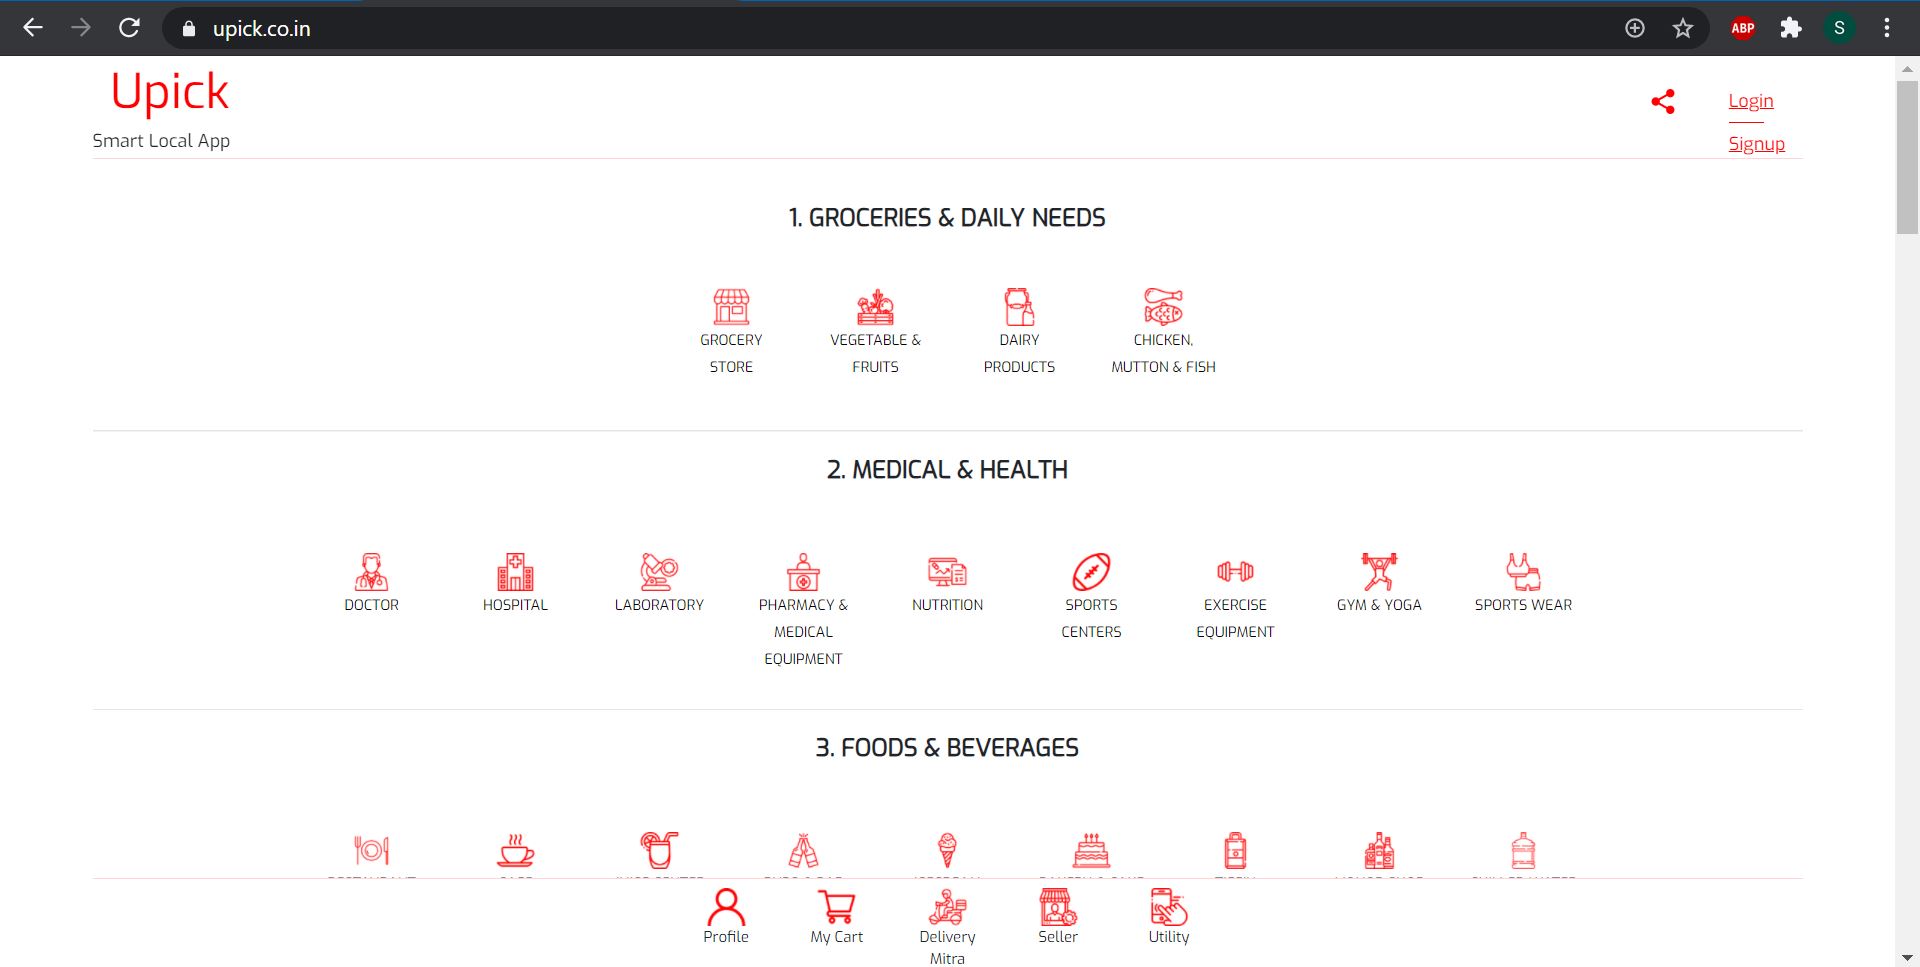 upick.co.in
ABP
S
Upick
Smart Local App
Login
Signup
1. GROCERIES & DAILY NEEDS
GROCERY
STORE
VEGETABLE &
FRUITS
DAIRY
PRODUCTS
CHICKEN,
MUTTON & FISH
2. MEDICAL & HEALTH
DOCTOR
HOSPITAL
LABORATORY
PHARMACY &
MEDICAL
EQUIPMENT
NUTRITION
SPORTS
CENTERS
EXERCISE
EQUIPMENT
GYM & YOGA
SPORTS WEAR
3. FOODS & BEVERAGES
Profile
My Cart
Delivery
Mitra
Seller
Utility